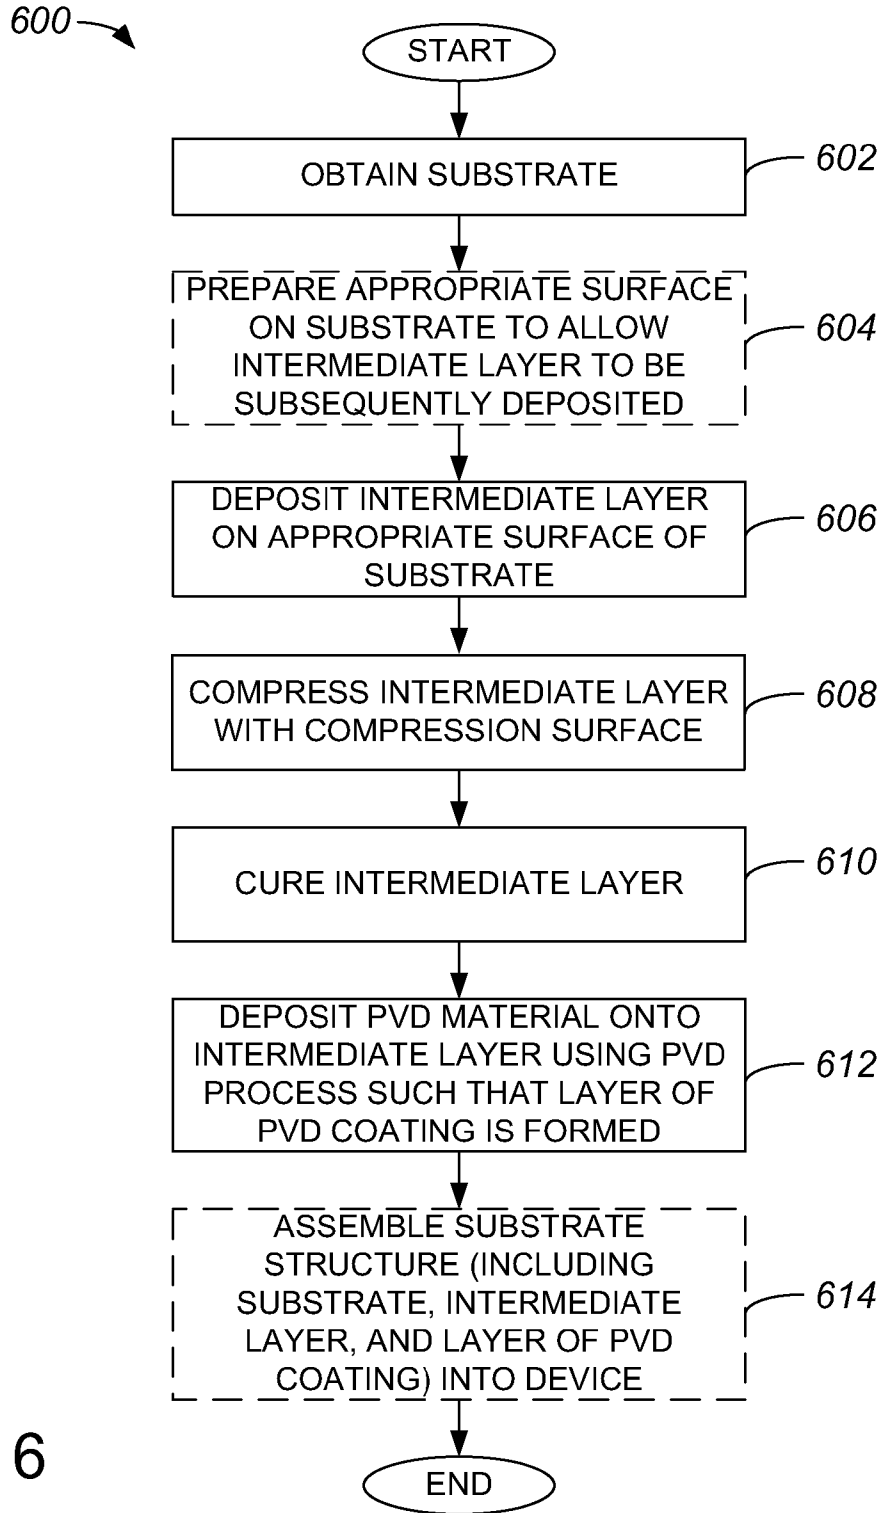 600
START
OBTAIN SUBSTRATE
602
PREPARE APPROPRIATE SURFACE
ON SUBSTRATE TO ALLOW
INTERMEDIATE LAYER TO BE
SUBSEQUENTLY DEPOSITED
604
DEPOSIT INTERMEDIATE LAYER
ON APPROPRIATE SURFACE OF
SUBSTRATE
606
COMPRESS INTERMEDIATE LAYER
WITH COMPRESSION SURFACE
608
CURE INTERMEDIATE LAYER
610
DEPOSIT PVD MATERIAL ONTO
INTERMEDIATE LAYER USING PVD
PROCESS SUCH THAT LAYER OF
PVD COATING IS FORMED
612
ASSEMBLE SUBSTRATE
STRUCTURE (INCLUDING
SUBSTRATE, INTERMEDIATE
LAYER, AND LAYER OF PVD
COATING) INTO DEVICE
614
6
END